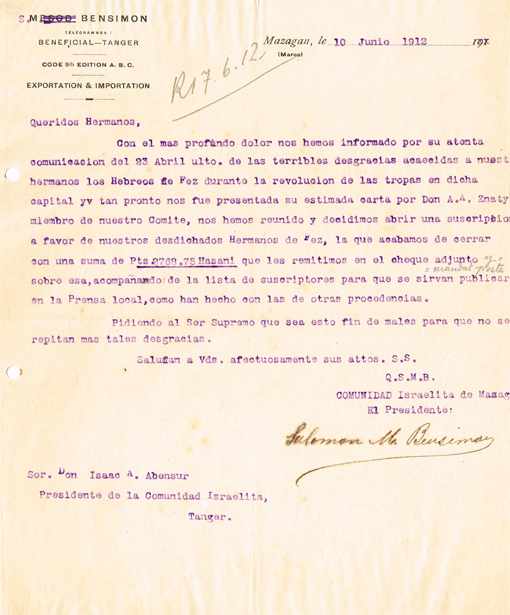 S. M. BENSIMON
TÉLÉGRAMMES :
BENEFICIAL—TANGER
CODE 5th EDITION A. B. C.
EXPORTATION & IMPORTATION
Mazagan, le 10 Junio 1912 191
(Maroc)
R 17.6.12
Queridos Hermanos,
Con el mas profundo dolor nos hemos informado por su atenta
comunicacion del 23 Abril ulto. de las terribles desgracias acaecidas a nuest
hermanos los Hebreos de Fez durante la revolucion de las tropas en dicha
capital yv tan pronto nos fue presentada su estimada carta por Don A.A. Znaty
miembro de nuestro Comite, nos hemos reunido y decidimos abrir una suscripcion
a favor de nuestros desdichados Hermanos de Fez, la que acabamos de cerrar
con una suma de Pts 2769.75 Hasani que les remitimos en el cheque adjunto y
mandat poste
sobre esa, acompañando de la lista de suscriptores para que se sirvan publicar
en la Prensa local, como han hecho con las de otras procedencias.
Pidiendo al Ser Supremo que sea esto fin de males para que no se
repitan mas tales desgracias.
Saludan a Vds. afectuosamente sus attos. S.S.
Q.S.M.B.
COMUNIDAD Israelita de Mazag
El Presidente:
Salomon M. Bensimon
Sor. Don Isaac A. Abensur
Presidente de la Comunidad Israelita,
Tanger.